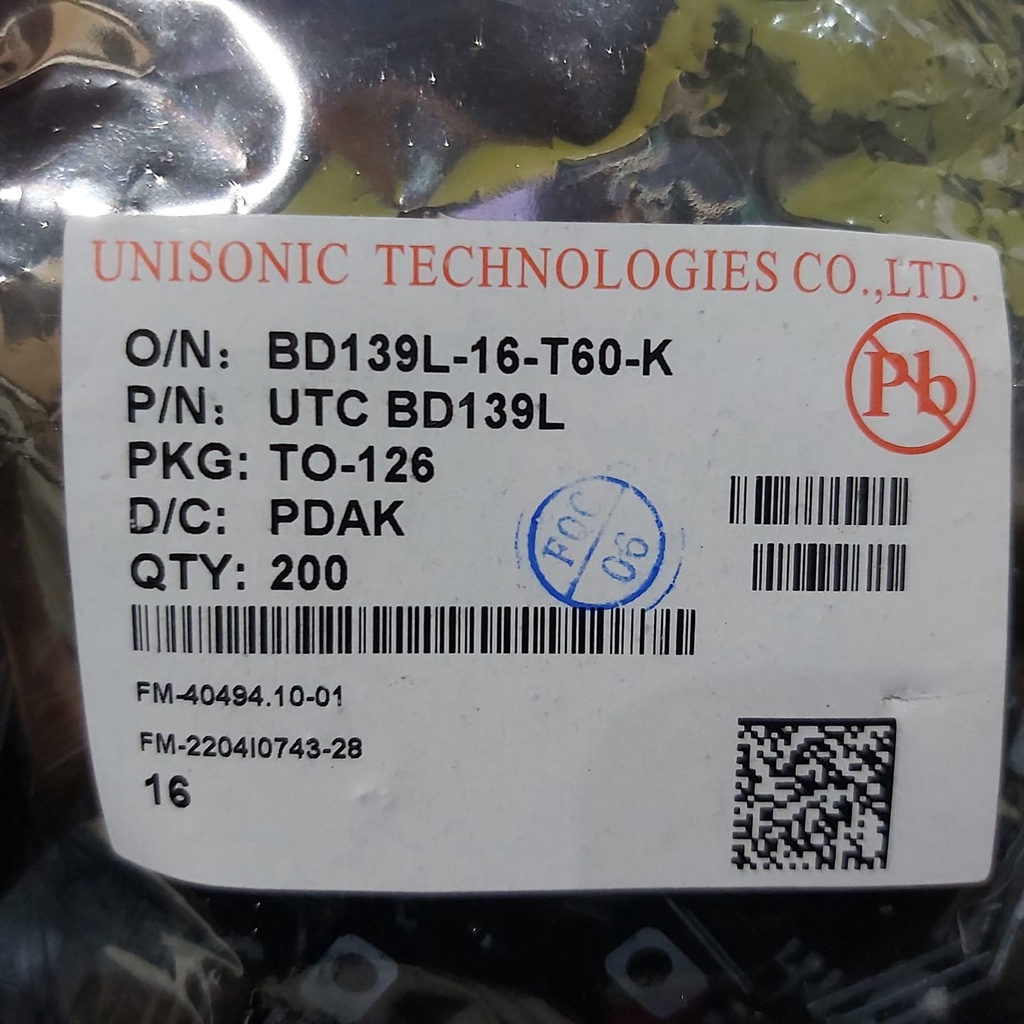 UNISONIC TECHNOLOGIES CO.,LTD.
O/N: BD139L-16-T60-K
P/N: UTC BD139L
PKG: TO-126
D/C: PDAK
QTY: 200
Pb
FQC
06
FM-40494.10-01
FM-2204I0743-28
16